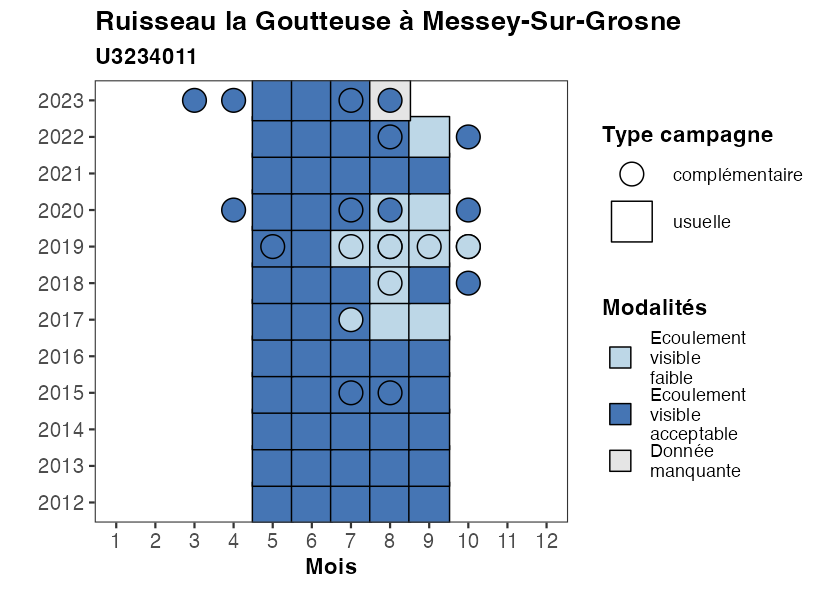 Ruisseau la Goutteuse à Messey-Sur-Grosne
U3234011
2023
2022
2021
2020
2019
2018
2017
2016
2015
2014
2013
2012
1 2 3 4 5 6 7 8 9 10 11 12
Mois
Type campagne
complémentaire
usuelle
Modalités
Ecoulement
visible
faible
Ecoulement
visible
acceptable
Donnée
manquante